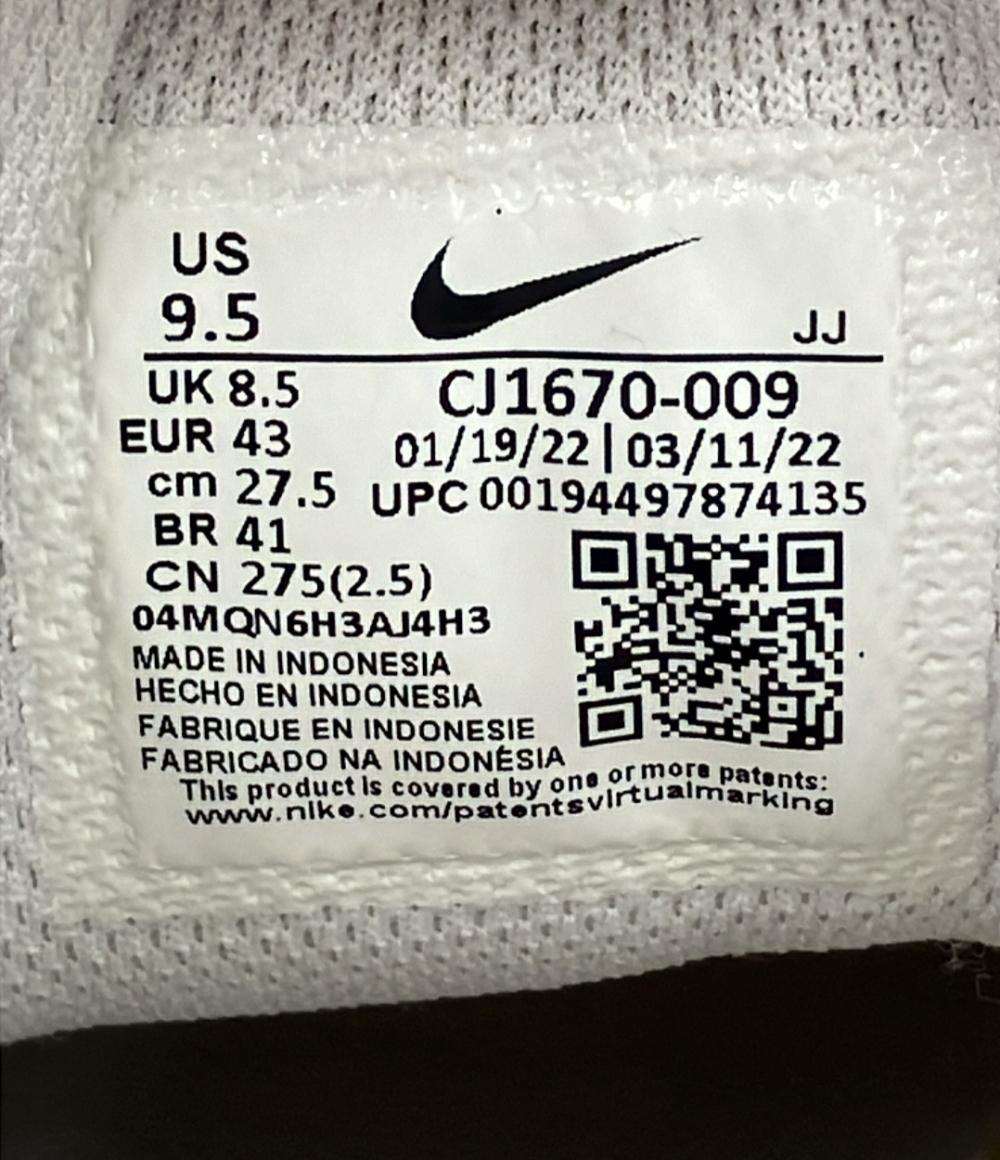 US
9.5
JJ
UK 8.5
CJ1670-009
EUR 43
01/19/22 | 03/11/22
cm 27.5
UPC 00194497874135
BR 41
CN 275(2.5)
04MQN6H3AJ4H3
MADE IN INDONESIA
HECHO EN INDONESIA
FABRIQUE EN INDONESIE
FABRICADO NA INDONÉSIA
This product is covered by one or more patents:
www.nike.com/patentsvirtualmarking